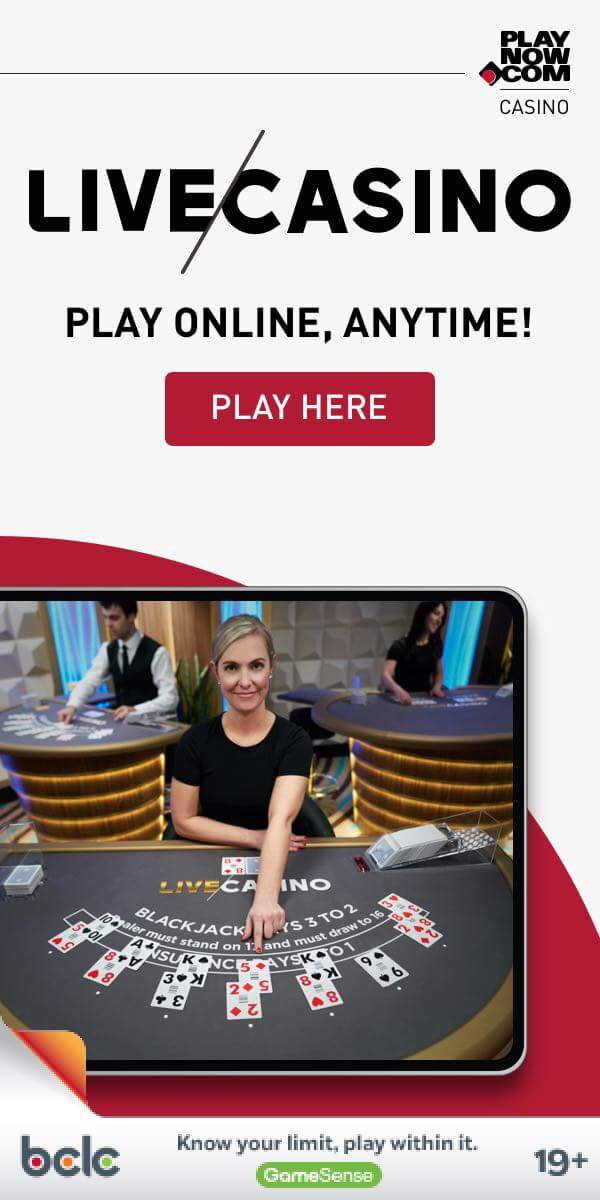 PLAY
NOW
.COM
CASINO
LIVE/CASINO
PLAY ONLINE, ANYTIME!
PLAY HERE
LIVE/CASINO
BLACKJACK PAYS 3 TO 2
Dealer must stand on 17 and must draw to 16
INSURANCE PAYS 2 TO 1
bclc
Know your limit, play within it.
GameSense
19+